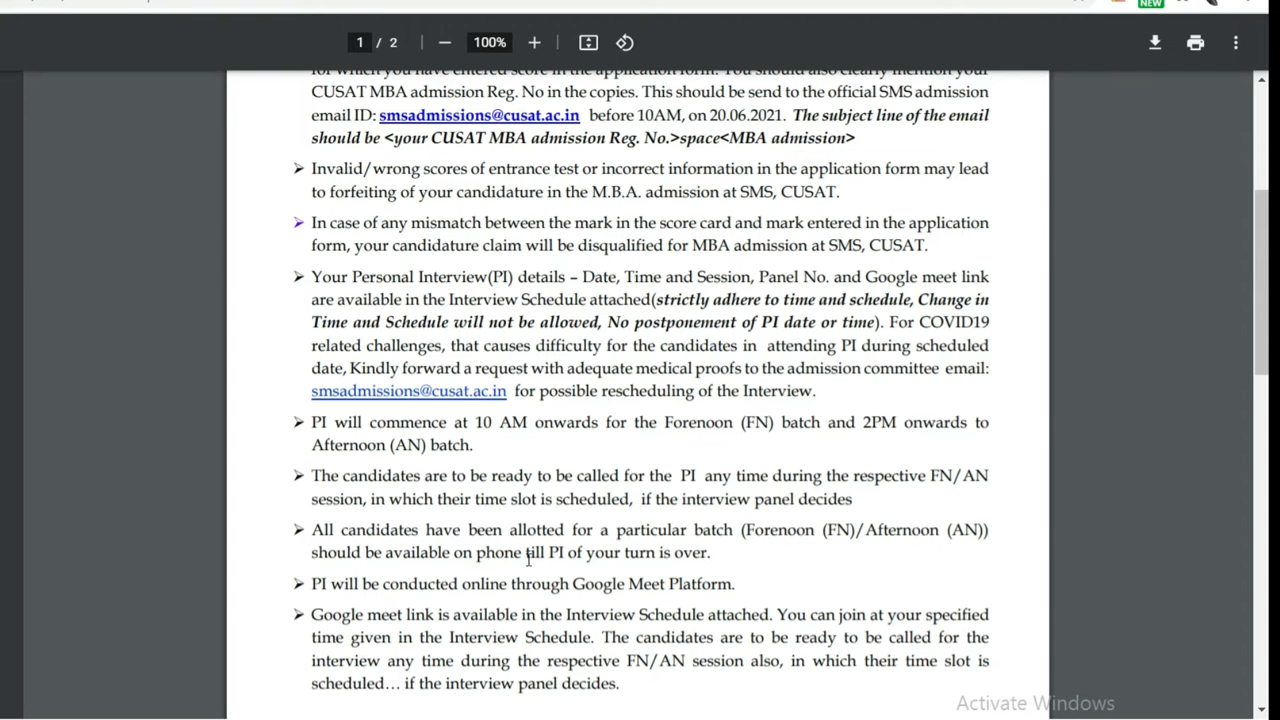 NEW
1 / 2
100%
for which you have entered score in the application form. You should also clearly mention your
CUSAT MBA admission Reg. No in the copies. This should be send to the official SMS admission
email ID: smsadmissions@cusat.ac.in before 10AM, on 20.06.2021. The subject line of the email
should be <your CUSAT MBA admission Reg. No.>space<MBA admission>
➢ Invalid/wrong scores of entrance test or incorrect information in the application form may lead
to forfeiting of your candidature in the M.B.A. admission at SMS, CUSAT.
➢ In case of any mismatch between the mark in the score card and mark entered in the application
form, your candidature claim will be disqualified for MBA admission at SMS, CUSAT.
➢ Your Personal Interview(PI) details – Date, Time and Session, Panel No. and Google meet link
are available in the Interview Schedule attached(strictly adhere to time and schedule, Change in
Time and Schedule will not be allowed, No postponement of PI date or time). For COVID19
related challenges, that causes difficulty for the candidates in attending PI during scheduled
date, Kindly forward a request with adequate medical proofs to the admission committee email:
smsadmissions@cusat.ac.in for possible rescheduling of the Interview.
➢ PI will commence at 10 AM onwards for the Forenoon (FN) batch and 2PM onwards to
Afternoon (AN) batch.
➢ The candidates are to be ready to be called for the PI any time during the respective FN/AN
session, in which their time slot is scheduled, if the interview panel decides
➢ All candidates have been allotted for a particular batch (Forenoon (FN)/Afternoon (AN))
should be available on phone till PI of your turn is over.
➢ PI will be conducted online through Google Meet Platform.
➢ Google meet link is available in the Interview Schedule attached. You can join at your specified
time given in the Interview Schedule. The candidates are to be ready to be called for the
interview any time during the respective FN/AN session also, in which their time slot is
scheduled… if the interview panel decides.
Activate Windows